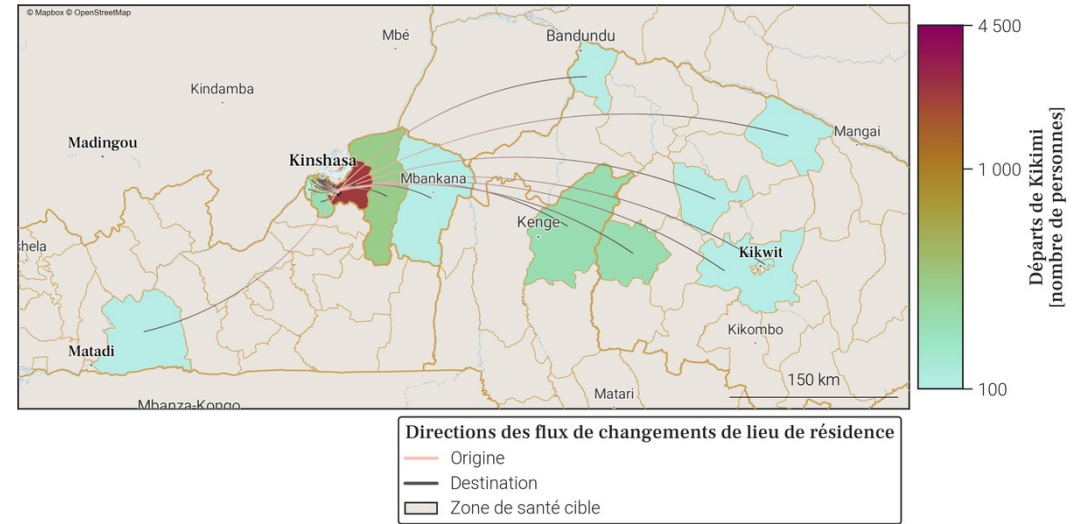 © Mapbox © OpenStreetMap
Mbé
Bandundu
Kindamba
Madingou
Mangai
Kinshasa
Mbankana
Kenge
shela
Kikwit
Kikombo
Matadi
150 km
Matari
Mbanza-Kongo
4 500
1 000
100
Départs de Kikimi
[nombre de personnes]
Directions des flux de changements de lieu de résidence
Origine
Destination
Zone de santé cible